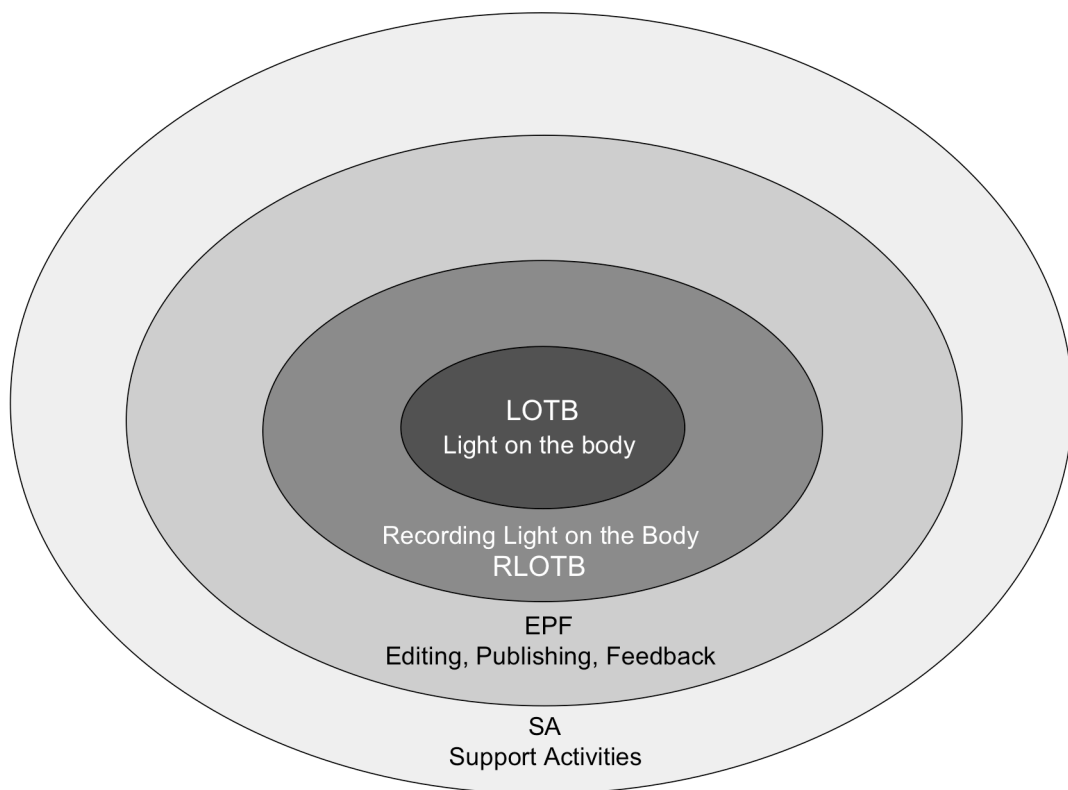 LOTB
Light on the body
Recording Light on the Body
RLOTB
EPF
Editing, Publishing, Feedback
SA
Support Activities